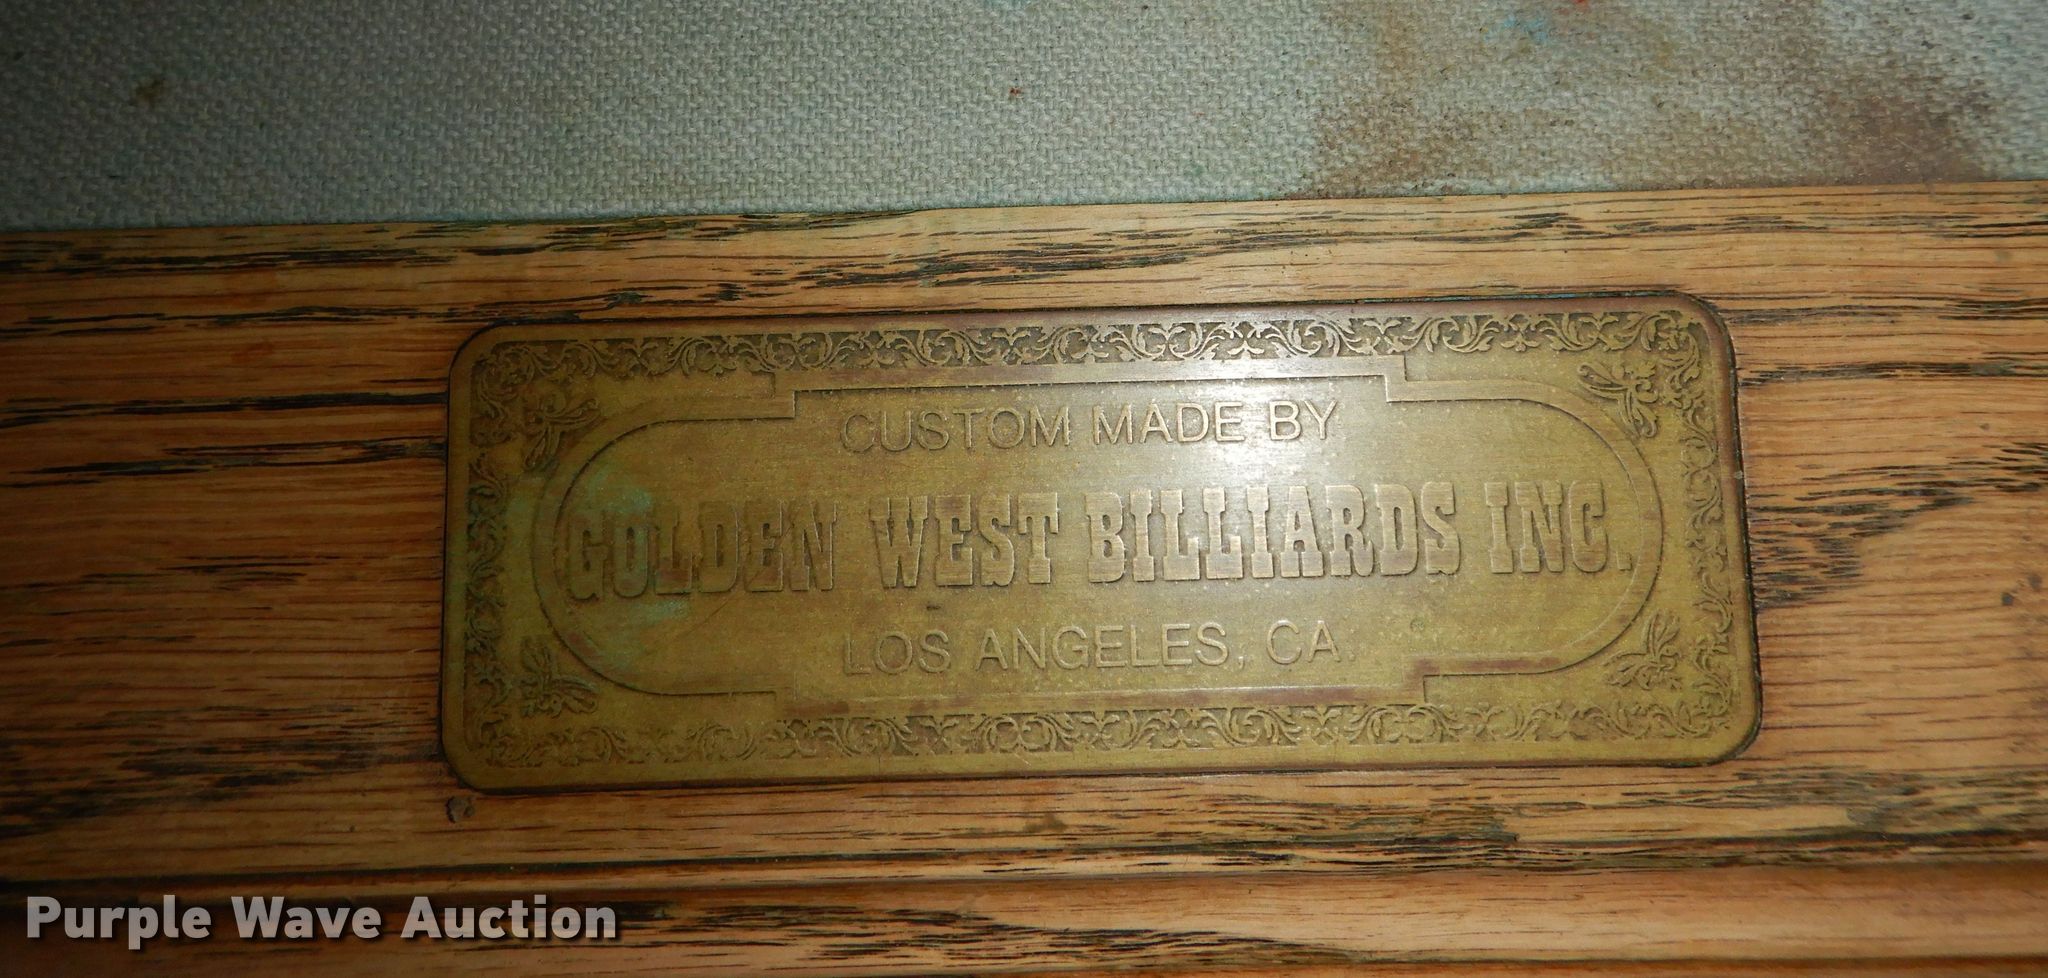 CUSTOM MADE BY
GOLDEN WEST BILLIARDS INC.
LOS ANGELES, CA.
Purple Wave Auction